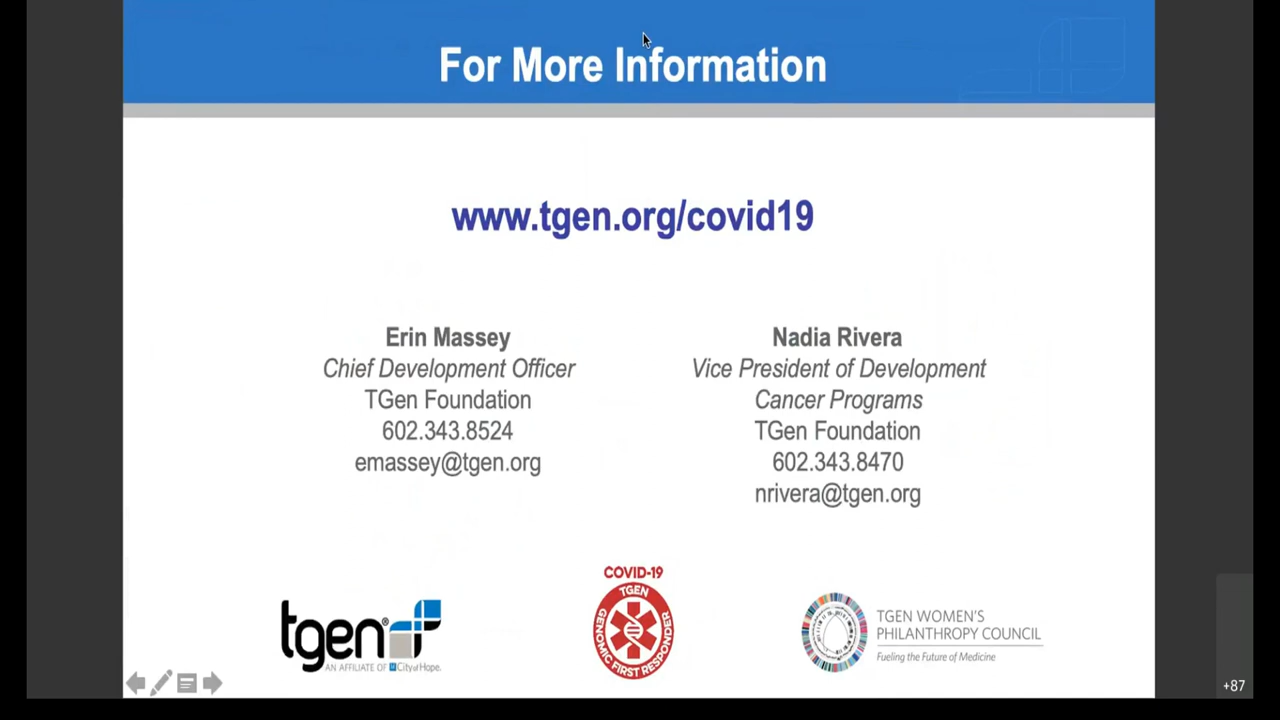 For More Information
www.tgen.org/covid19
Erin Massey
Chief Development Officer
TGen Foundation
602.343.8524
emassey@tgen.org
Nadia Rivera
Vice President of Development
Cancer Programs
TGen Foundation
602.343.8470
nrivera@tgen.org
tgen®
AN AFFILIATE OF City of Hope.
COVID-19
TGEN
GENOMIC FIRST RESPONDER
TGEN WOMEN'S
PHILANTHROPY COUNCIL
Fueling the Future of Medicine
+87